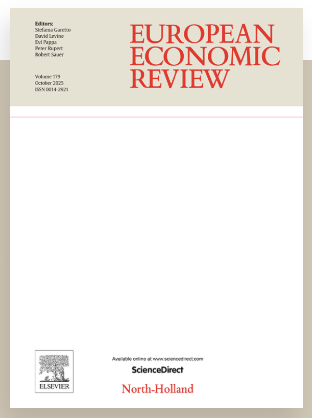 Editors:
Stefania Garetto
David Levine
Evi Pappa
Peter Rupert
Robert Sauer
Volume 179
October 2025
ISSN 0014-2921
EUROPEAN
ECONOMIC
REVIEW
ELSEVIER
Available online at www.sciencedirect.com
ScienceDirect
North-Holland